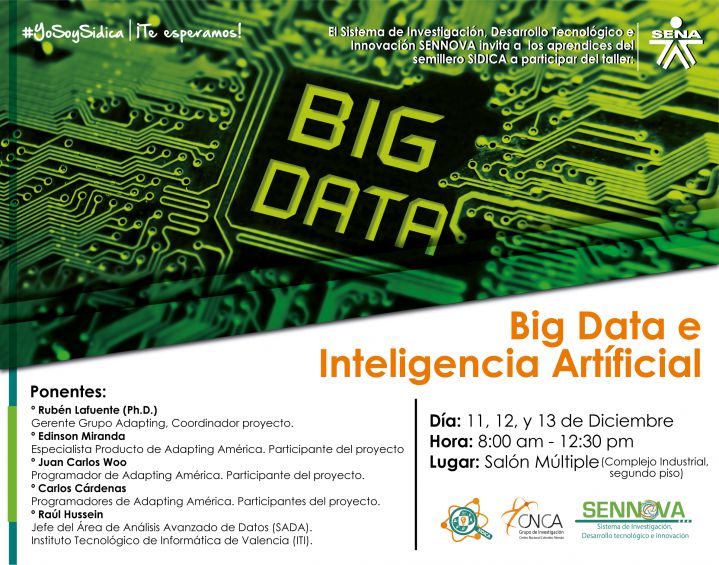 #YoSoySidica | ¡Te esperamos!
El Sistema de Investigación, Desarrollo Tecnológico e
Innovación SENNOVA invita a los aprendices del
semillero SIDICA a participar del taller:
SENA
BIG
DATA
Big Data e
Inteligencia Artíficial
Ponentes:
° Rubén Lafuente (Ph.D.)
Gerente Grupo Adapting, Coordinador proyecto.
° Edinson Miranda
Especialista Producto de Adapting América. Participante del proyecto
° Juan Carlos Woo
Programador de Adapting América. Participante del proyecto.
° Carlos Cárdenas
Programadores de Adapting América. Participantes del proyecto.
° Raúl Hussein
Jefe del Área de Análisis Avanzado de Datos (SADA).
Instituto Tecnológico de Informática de Valencia (ITI).
Día: 11, 12, y 13 de Diciembre
Hora: 8:00 am - 12:30 pm
Lugar: Salón Múltiple (Complejo Industrial,
segundo piso)
CNCA
Grupo de Investigación
Centro Nacional Colombo Alemán
SENNOVA
Sistema de Investigación,
Desarrollo tecnológico e innovación